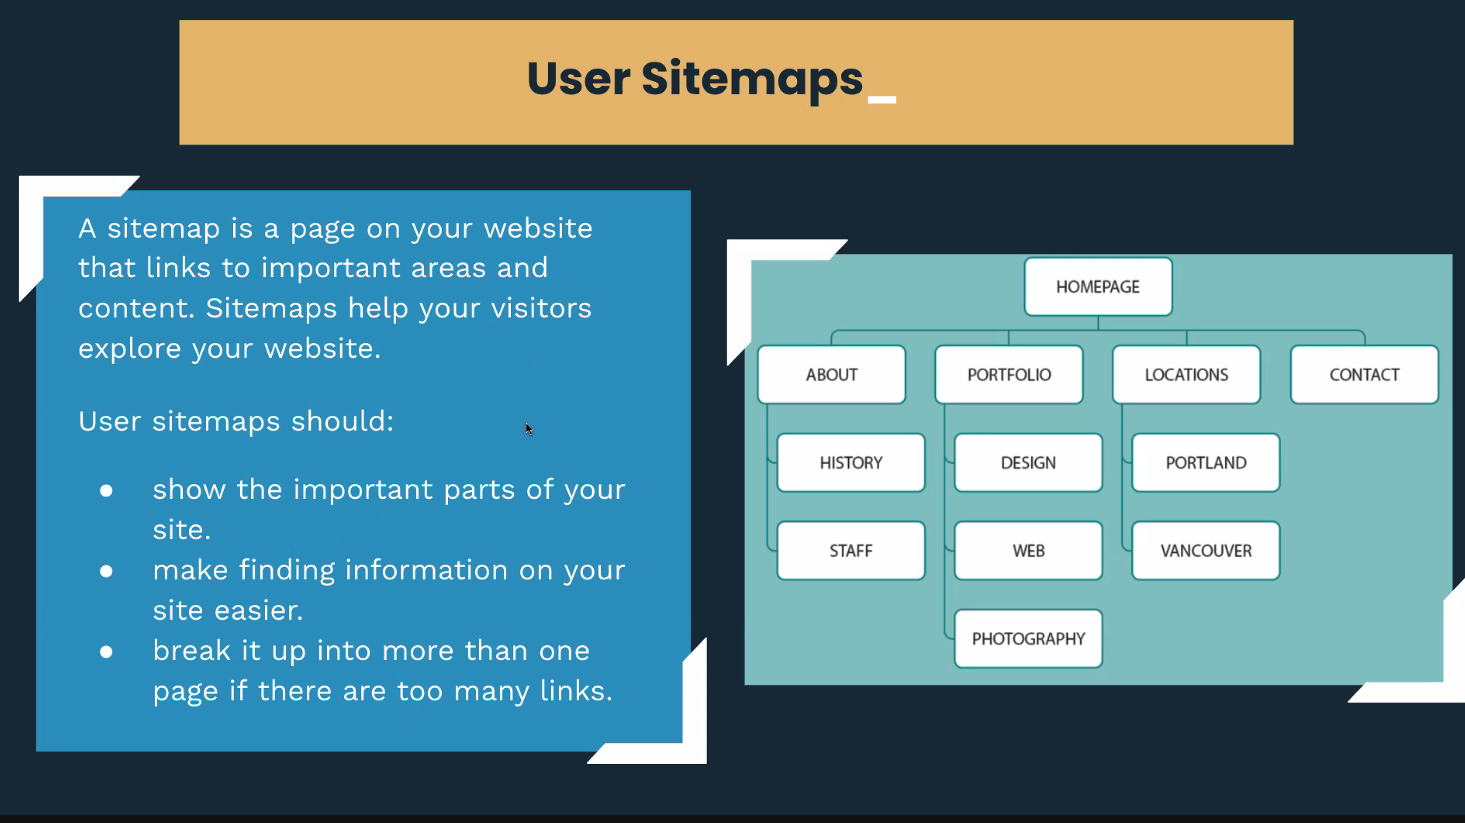 User Sitemaps_
A sitemap is a page on your website
that links to important areas and
content. Sitemaps help your visitors
explore your website.
User sitemaps should:
● show the important parts of your
site.
● make finding information on your
site easier.
● break it up into more than one
page if there are too many links.
HOMEPAGE
ABOUT
PORTFOLIO
LOCATIONS
CONTACT
HISTORY
DESIGN
PORTLAND
STAFF
WEB
VANCOUVER
PHOTOGRAPHY